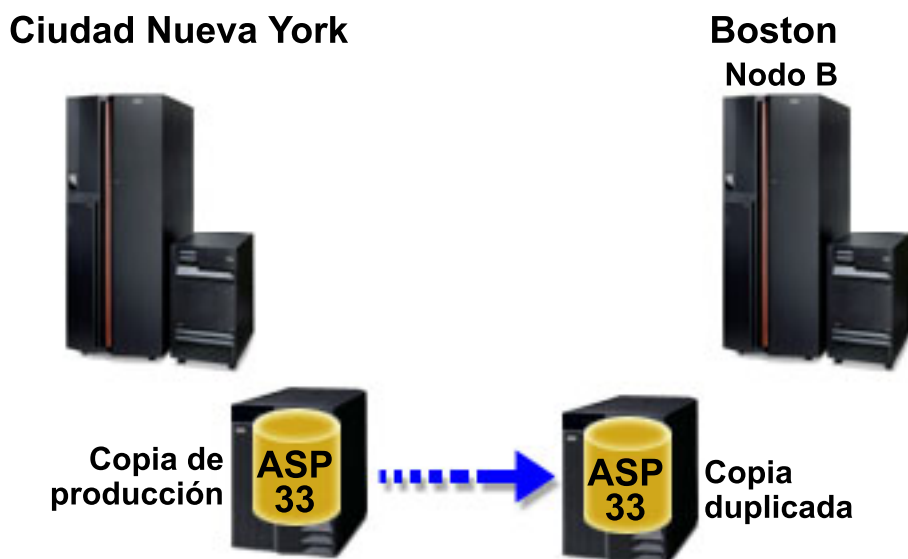 Ciudad Nueva York
Boston
Nodo B
Copia de
producción
ASP
33
ASP
33
Copia
duplicada